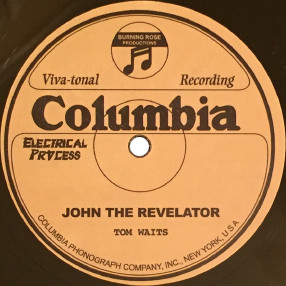 BURNING ROSE
PRODUCTIONS
Viva-tonal Recording
Columbia
ELECTRICAL
PROCESS
JOHN THE REVELATOR
TOM WAITS
COLUMBIA PHONOGRAPH COMPANY, INC., NEW YORK, U.S.A